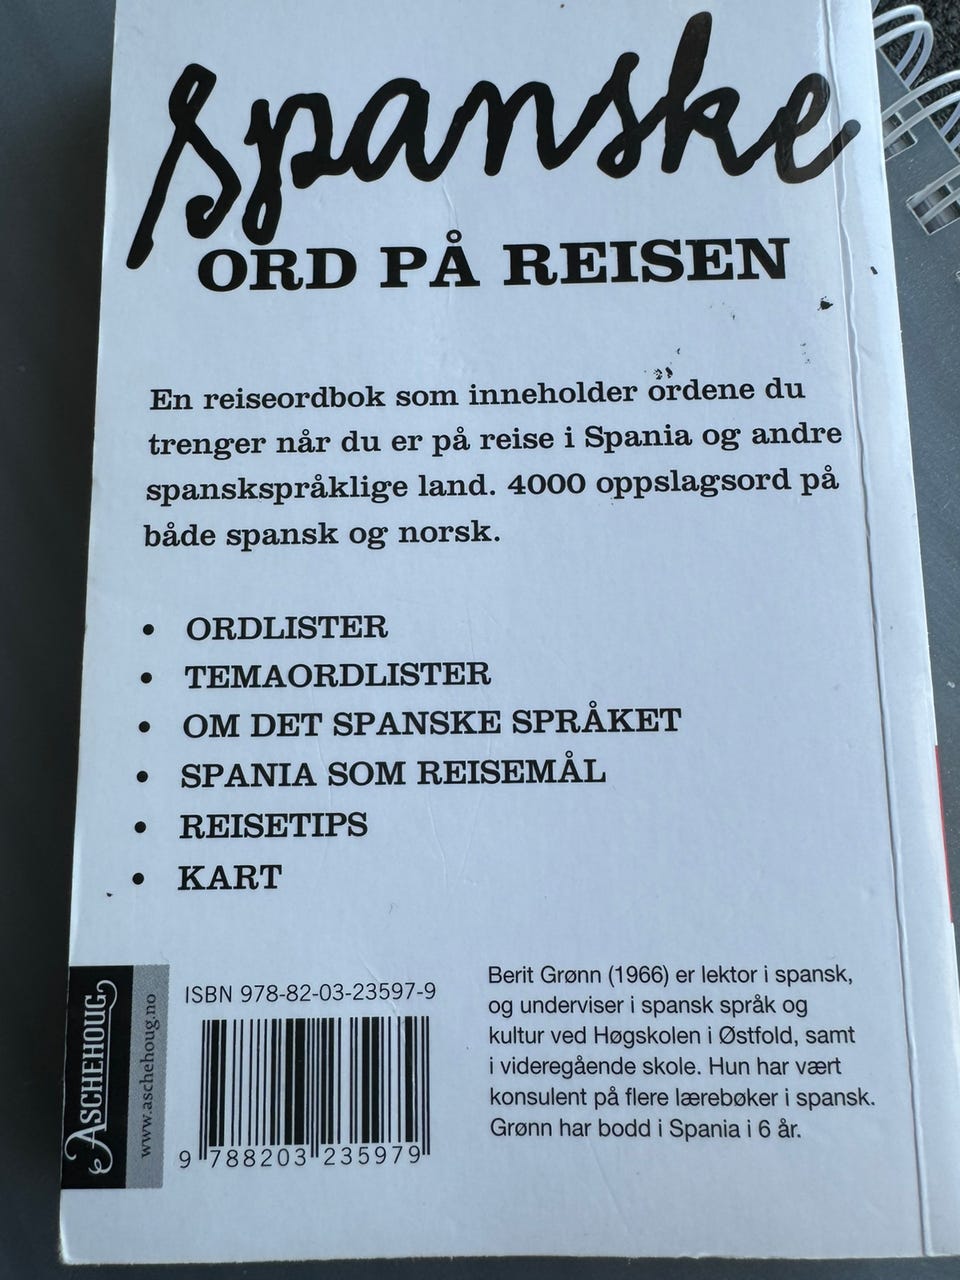 spanske
ORD PÅ REISEN
En reiseordbok som inneholder ordene du
trenger når du er på reise i Spania og andre
spanskspråklige land. 4000 oppslagsord på
både spansk og norsk.
• ORDLISTER
• TEMAORDLISTER
• OM DET SPANSKE SPRÅKET
• SPANIA SOM REISEMÅL
• REISETIPS
• KART
ASCHEHOUG
www.aschehoug.no
ISBN 978-82-03-23597-9
9 788203 235979
Berit Grønn (1966) er lektor i spansk,
og underviser i spansk språk og
kultur ved Høgskolen i Østfold, samt
i videregående skole. Hun har vært
konsulent på flere lærebøker i spansk.
Grønn har bodd i Spania i 6 år.